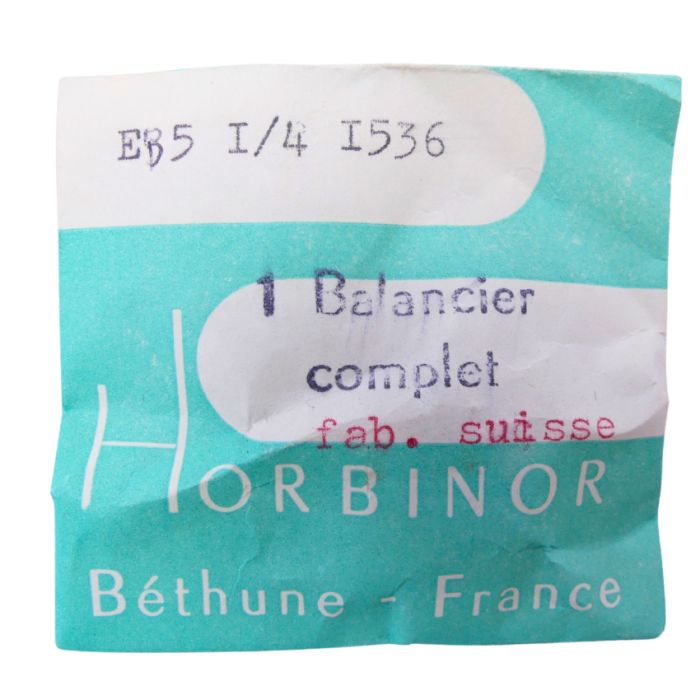 EB5 I/4 I536
1 Balancier
complet
fab. suisse
HORBINOR
Béthune - France